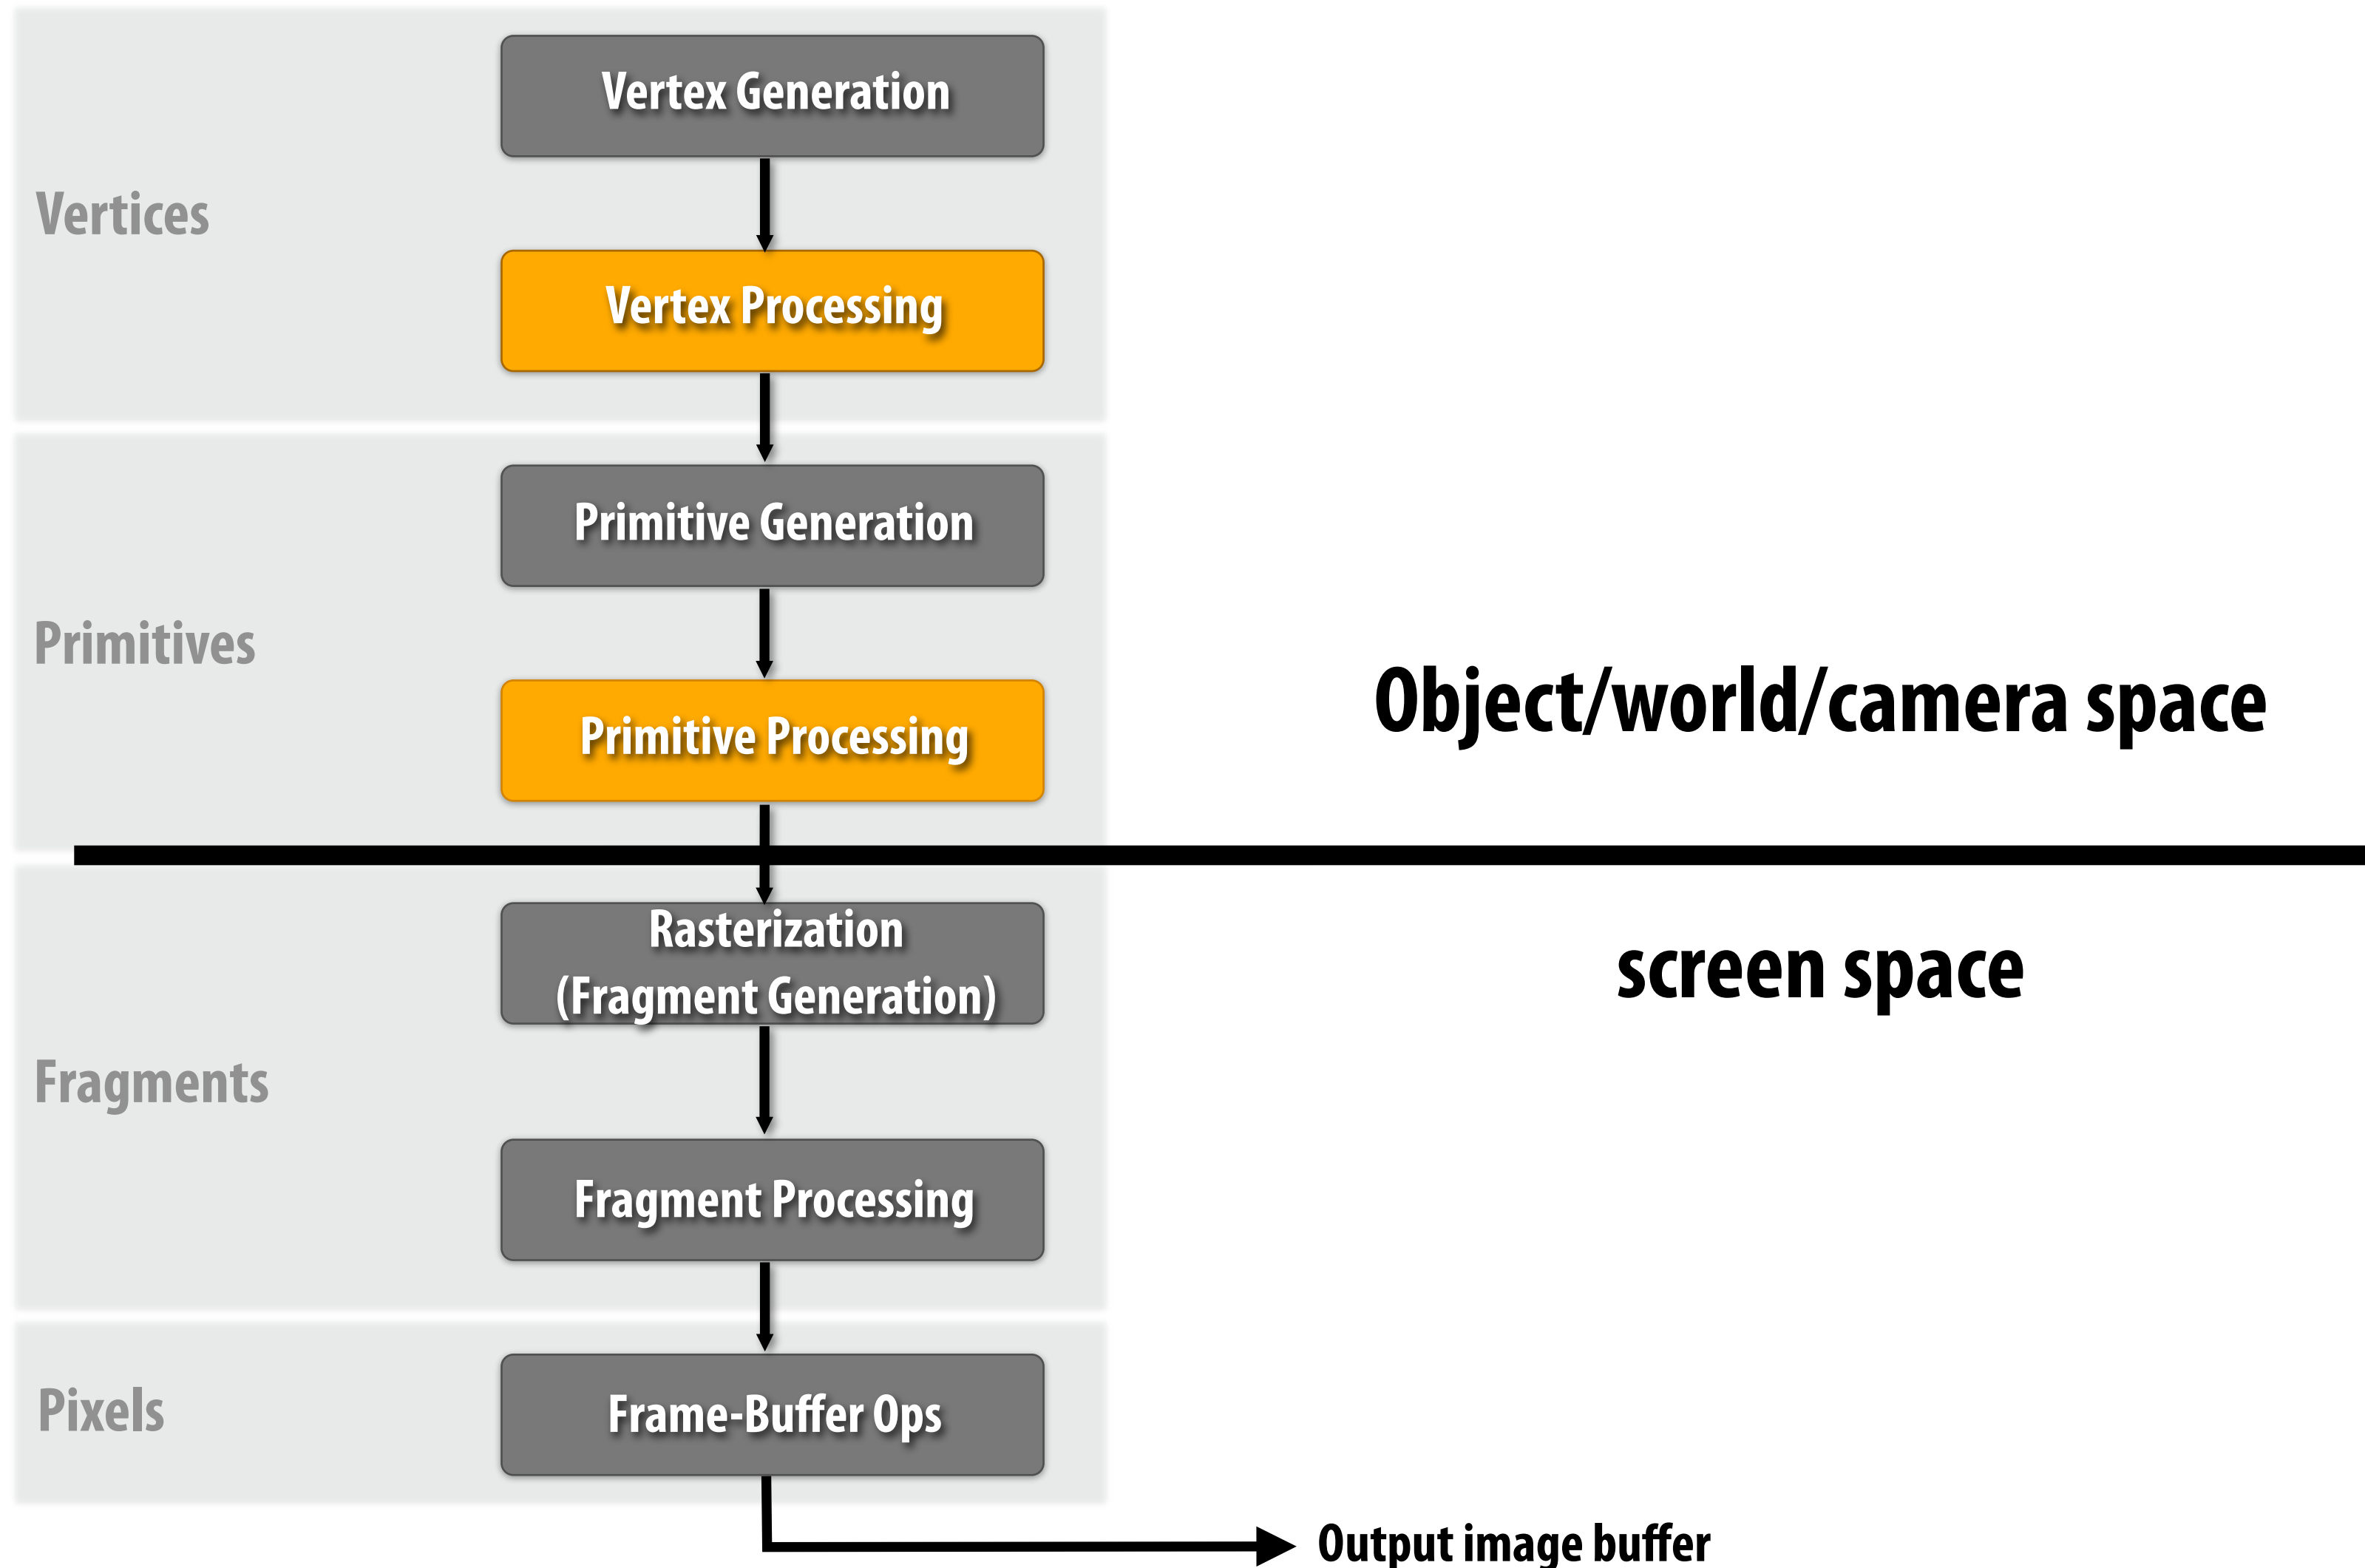 Vertex Generation
Vertices
Vertex Processing
Primitive Generation
Primitives
Primitive Processing
Object/world/camera space
Rasterization
(Fragment Generation)
screen space
Fragments
Fragment Processing
Pixels
Frame-Buffer Ops
Output image buffer